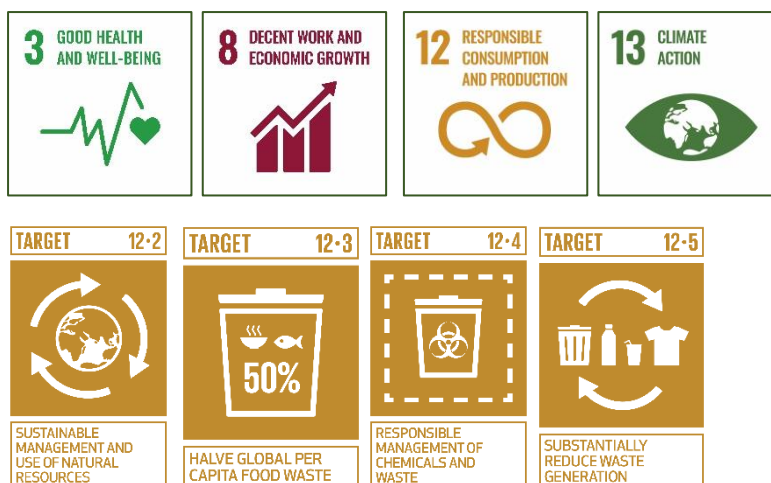 3 GOOD HEALTH
AND WELL-BEING
8 DECENT WORK AND
ECONOMIC GROWTH
12 RESPONSIBLE
CONSUMPTION
AND PRODUCTION
13 CLIMATE
ACTION
TARGET 12·2
SUSTAINABLE
MANAGEMENT AND
USE OF NATURAL
RESOURCES
TARGET 12·3
50%
HALVE GLOBAL PER
CAPITA FOOD WASTE
TARGET 12·4
RESPONSIBLE
MANAGEMENT OF
CHEMICALS AND
WASTE
TARGET 12·5
SUBSTANTIALLY
REDUCE WASTE
GENERATION